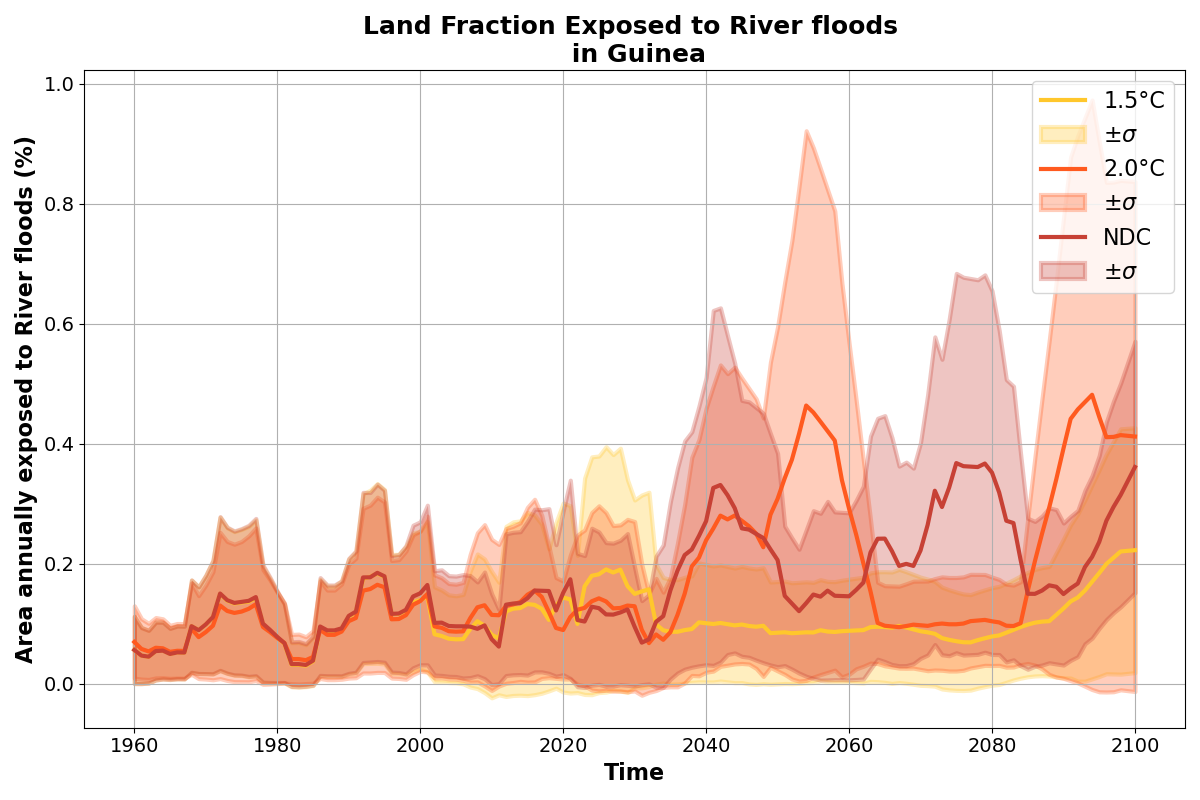 Land Fraction Exposed to River floods
in Guinea
Area annually exposed to River floods (%)
1.0
0.8
0.6
0.4
0.2
0.0
1.5°C
±σ
2.0°C
±σ
NDC
±σ
1960 1980 2000 2020 2040 2060 2080 2100
Time